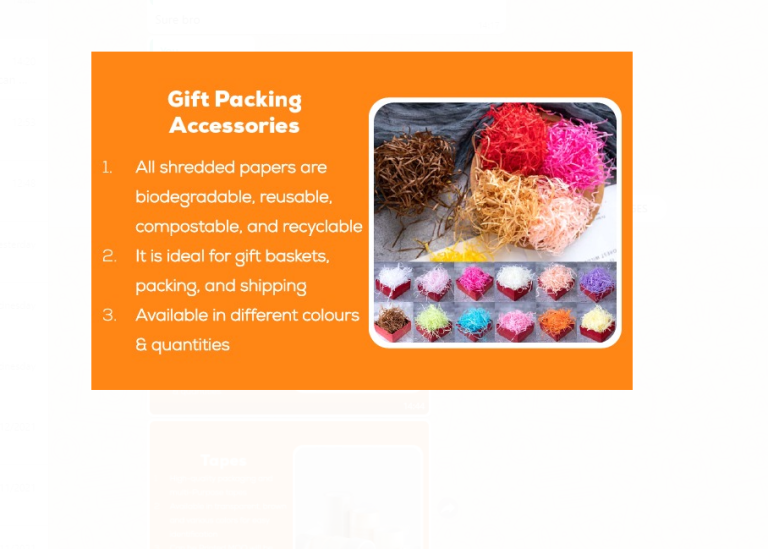 Gift Packing
Accessories
1. All shredded papers are
biodegradable, reusable,
compostable, and recyclable
2. It is ideal for gift baskets,
packing, and shipping
3. Available in different colours
& quantities